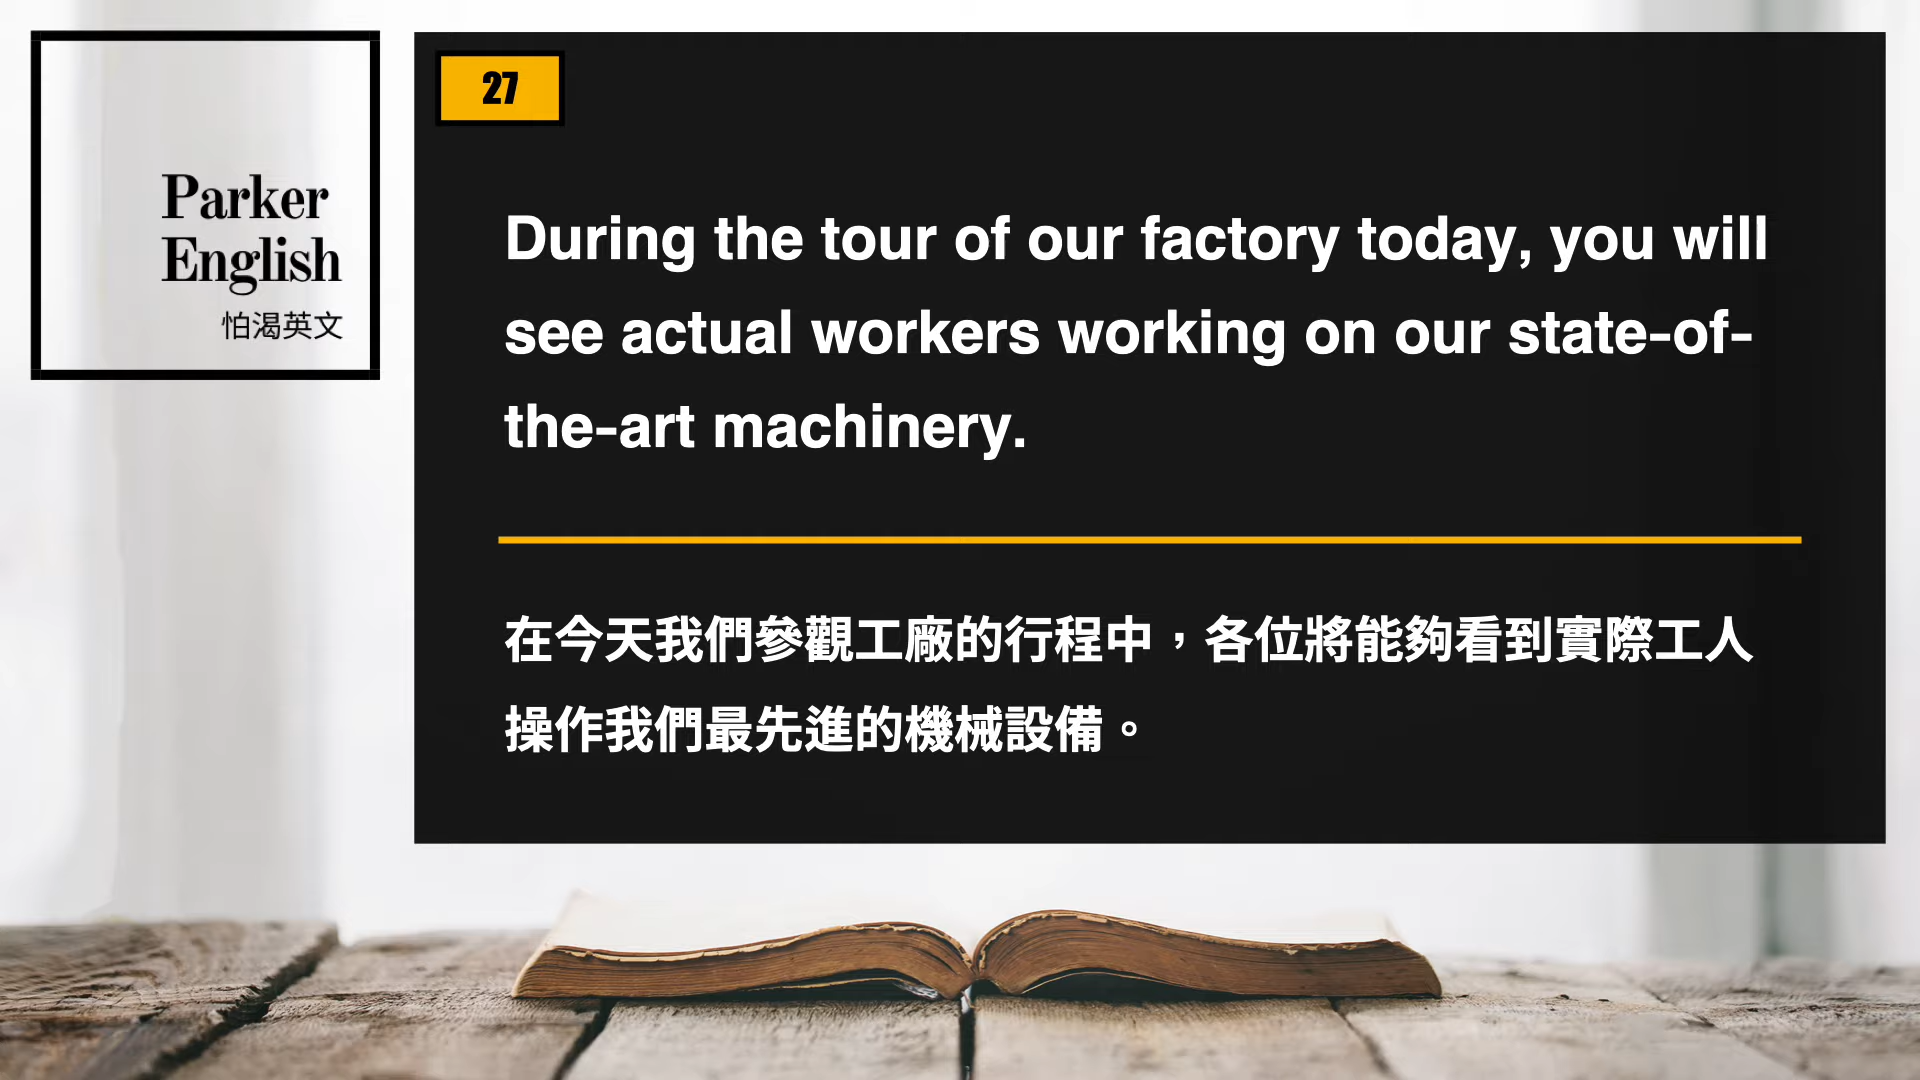 Parker
English
怕渴英文
27
During the tour of our factory today, you will
see actual workers working on our state-of-
the-art machinery.
在今天我們參觀工廠的行程中，各位將能夠看到實際工人
操作我們最先進的機械設備。